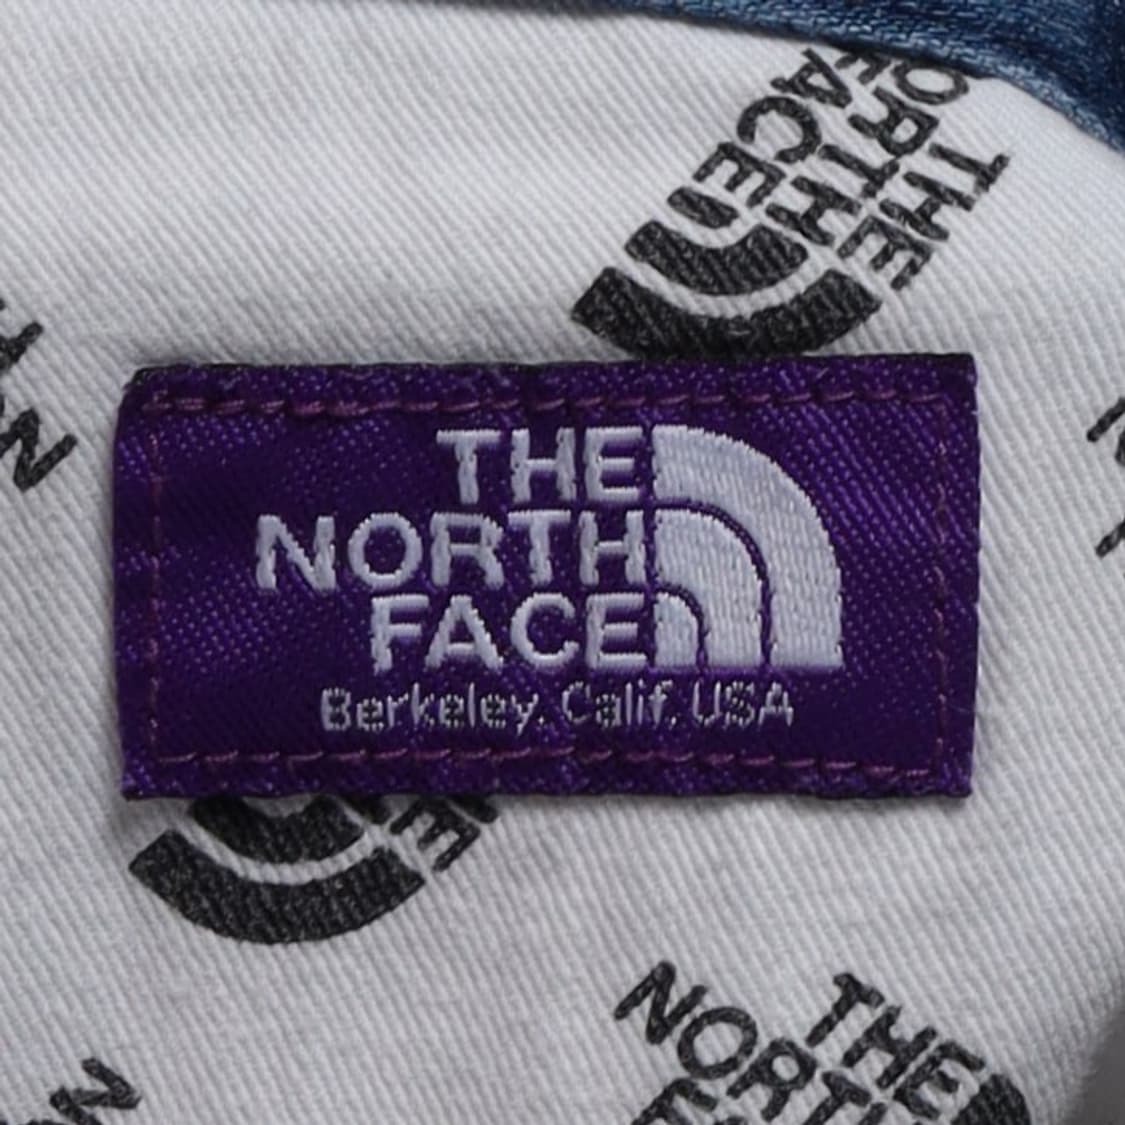 THE
NORTH
FACE
THE
NORTH
FACE
Berkeley. Calif. USA
THE
NORTH